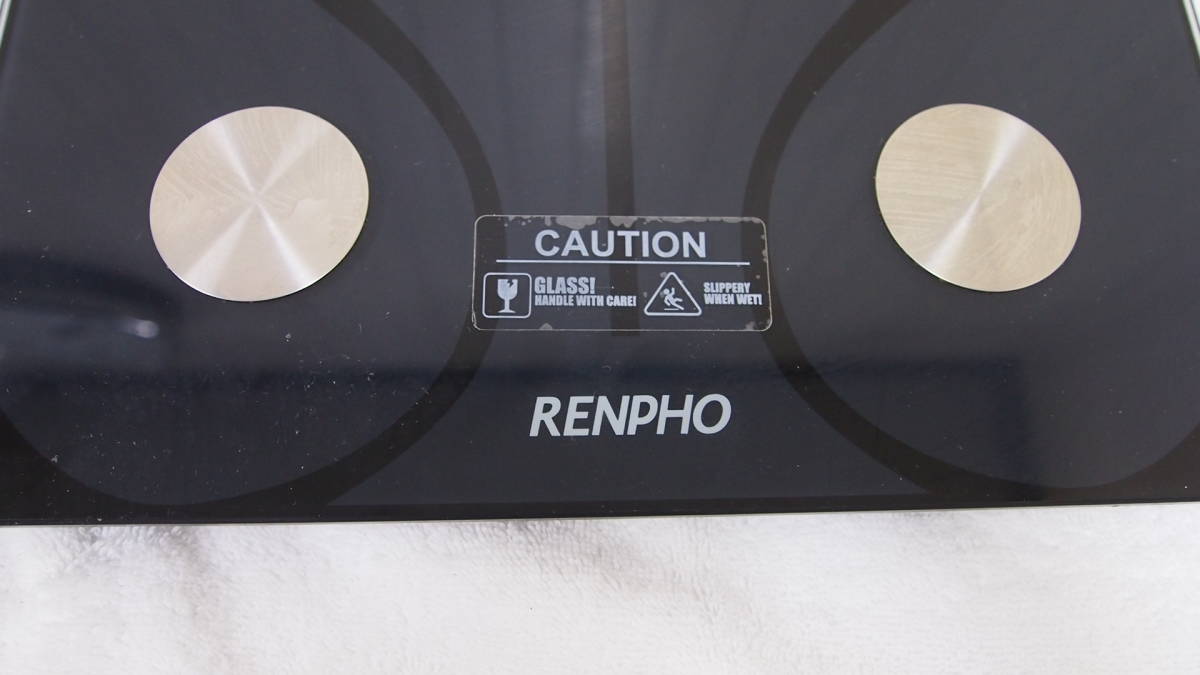 CAUTION
GLASS!
HANDLE WITH CARE!
SLIPPERY
WHEN WET!
RENPHO